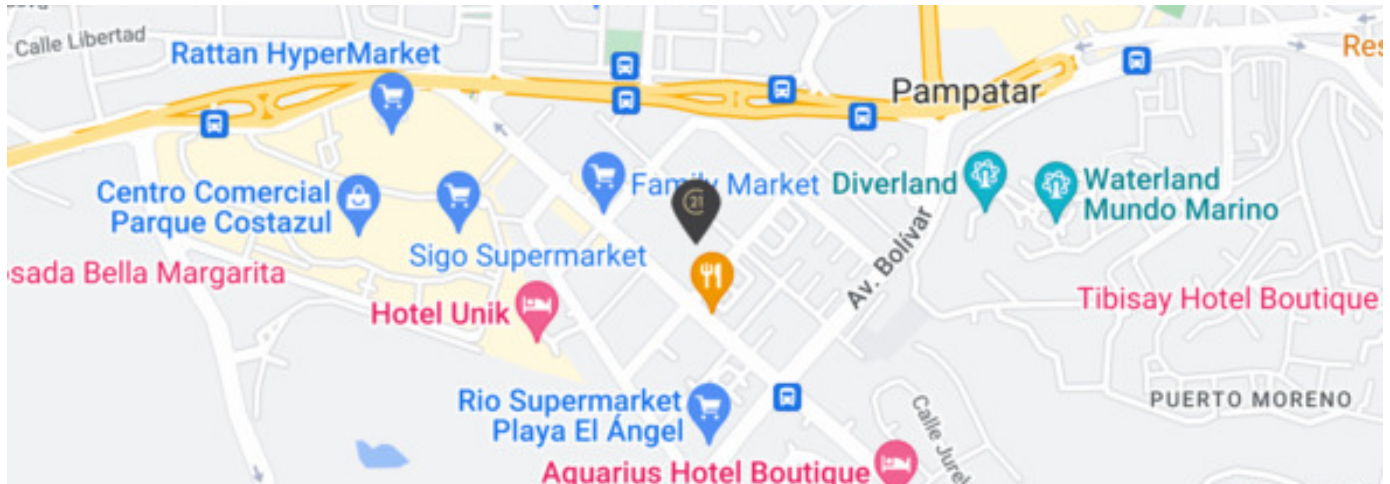 Calle Libertad
Rattan HyperMarket
Res
Pampatar
Centro Comercial
Parque Costazul
Family Market
21
Diverland
Waterland
Mundo Marino
Sigo Supermarket
Av. Bolívar
osada Bella Margarita
Hotel Unik
Tibisay Hotel Boutique
Rio Supermarket
Playa El Ángel
PUERTO MORENO
Calle Jurel
Aquarius Hotel Boutique